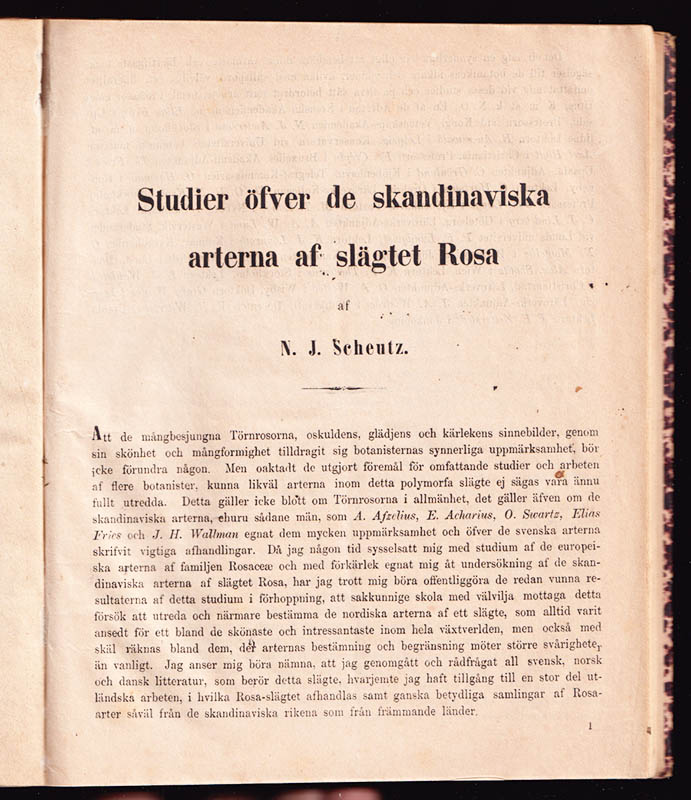 Studier öfver de skandinaviska
arterna af slägtet Rosa
af
N. J. Scheutz.
Att de mångbesjungna Törnrosorna, oskuldens, glädjens och kärlekens sinnebilder, genom
sin skönhet och mångformighet tilldragit sig botanisternas synnerliga uppmärksamhet, bör
icke förundra någon. Men oaktadt de utgjort föremål för omfattande studier och arbeten
af flere botanister, kunna likväl arterna inom detta polymorfa slägte ej sägas vara ännu
fullt utredda. Detta gäller icke blott om Törnrosorna i allmänhet, det gäller äfven om de
skandinaviska arterna, ehuru sådane män, som A. Afzelius, E. Acharius, O. Swartz, Elias
Fries och J. H. Wallman egnat dem mycken uppmärksamhet och öfver de svenska arterna
skrifvit vigtiga afhandlingar. Då jag någon tid sysselsatt mig med studium af de europei-
ska arterna af familjen Rosaceæ och med förkärlek egnat mig åt undersökning af de skan-
dinaviska arterna af slägtet Rosa, har jag trott mig böra offentliggöra de redan vunna re-
sultaterna af detta studium i förhoppning, att sakkunnige skola med välvilja mottaga detta
försök att utreda och närmare bestämma de nordiska arterna af ett slägte, som alltid varit
ansedt för ett bland de skönaste och intressantaste inom hela växtverlden, men också med
skäl räknas bland dem, der arternas bestämning och begränsning möter större svårigheter
än vanligt. Jag anser mig böra nämna, att jag genomgått och rådfrågat all svensk, norsk
och dansk litteratur, som berör detta slägte, hvarjemte jag haft tillgång till en stor del ut-
ländska arbeten, i hvilka Rosa-slägtet afhandlas samt ganska betydliga samlingar af Rosa-
arter såväl från de skandinaviska rikena som från främmande länder.
1